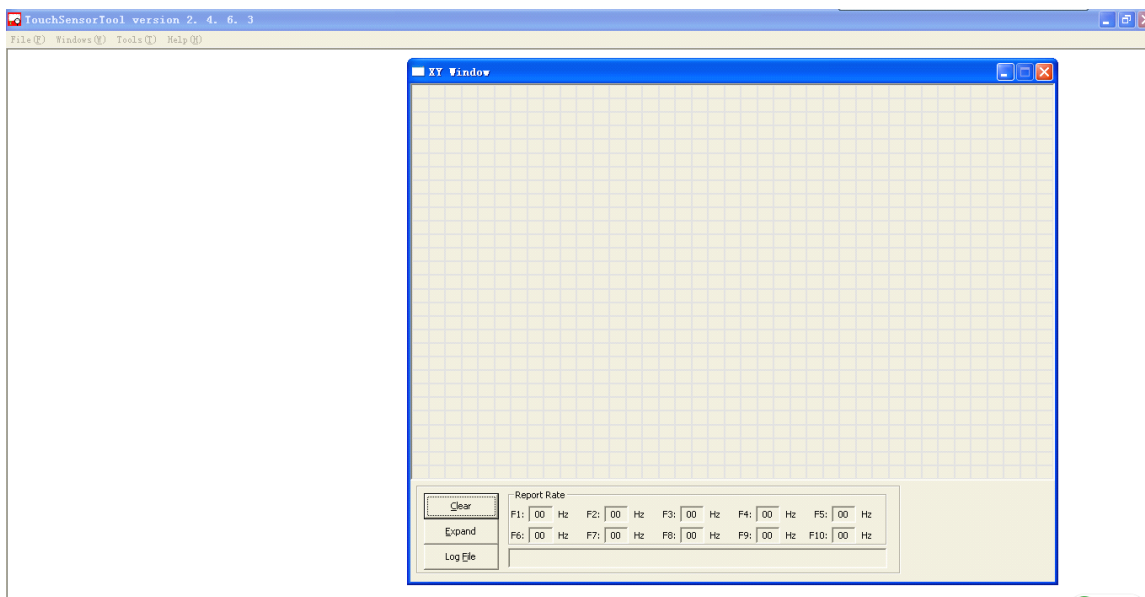 TouchSensorTool version 2. 4. 6. 3
File(F) Windows(W) Tools(T) Help(H)
XY Window
Report Rate
Clear
F1: 00 Hz F2: 00 Hz F3: 00 Hz F4: 00 Hz F5: 00 Hz
Expand
F6: 00 Hz F7: 00 Hz F8: 00 Hz F9: 00 Hz F10: 00 Hz
Log File